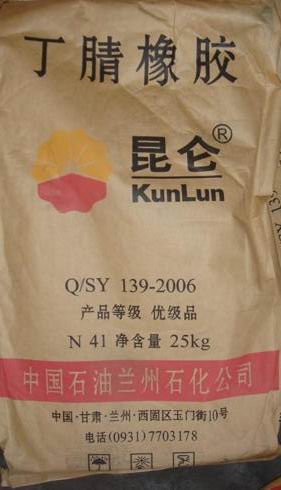 丁腈橡胶
昆仑®
KunLun
Q/SY 139-2006
产品等级 优级品
N 41 净含量 25kg
中国石油兰州石化公司
中国·甘肃·兰州·西固区玉门街10号
电话(0931)7703178